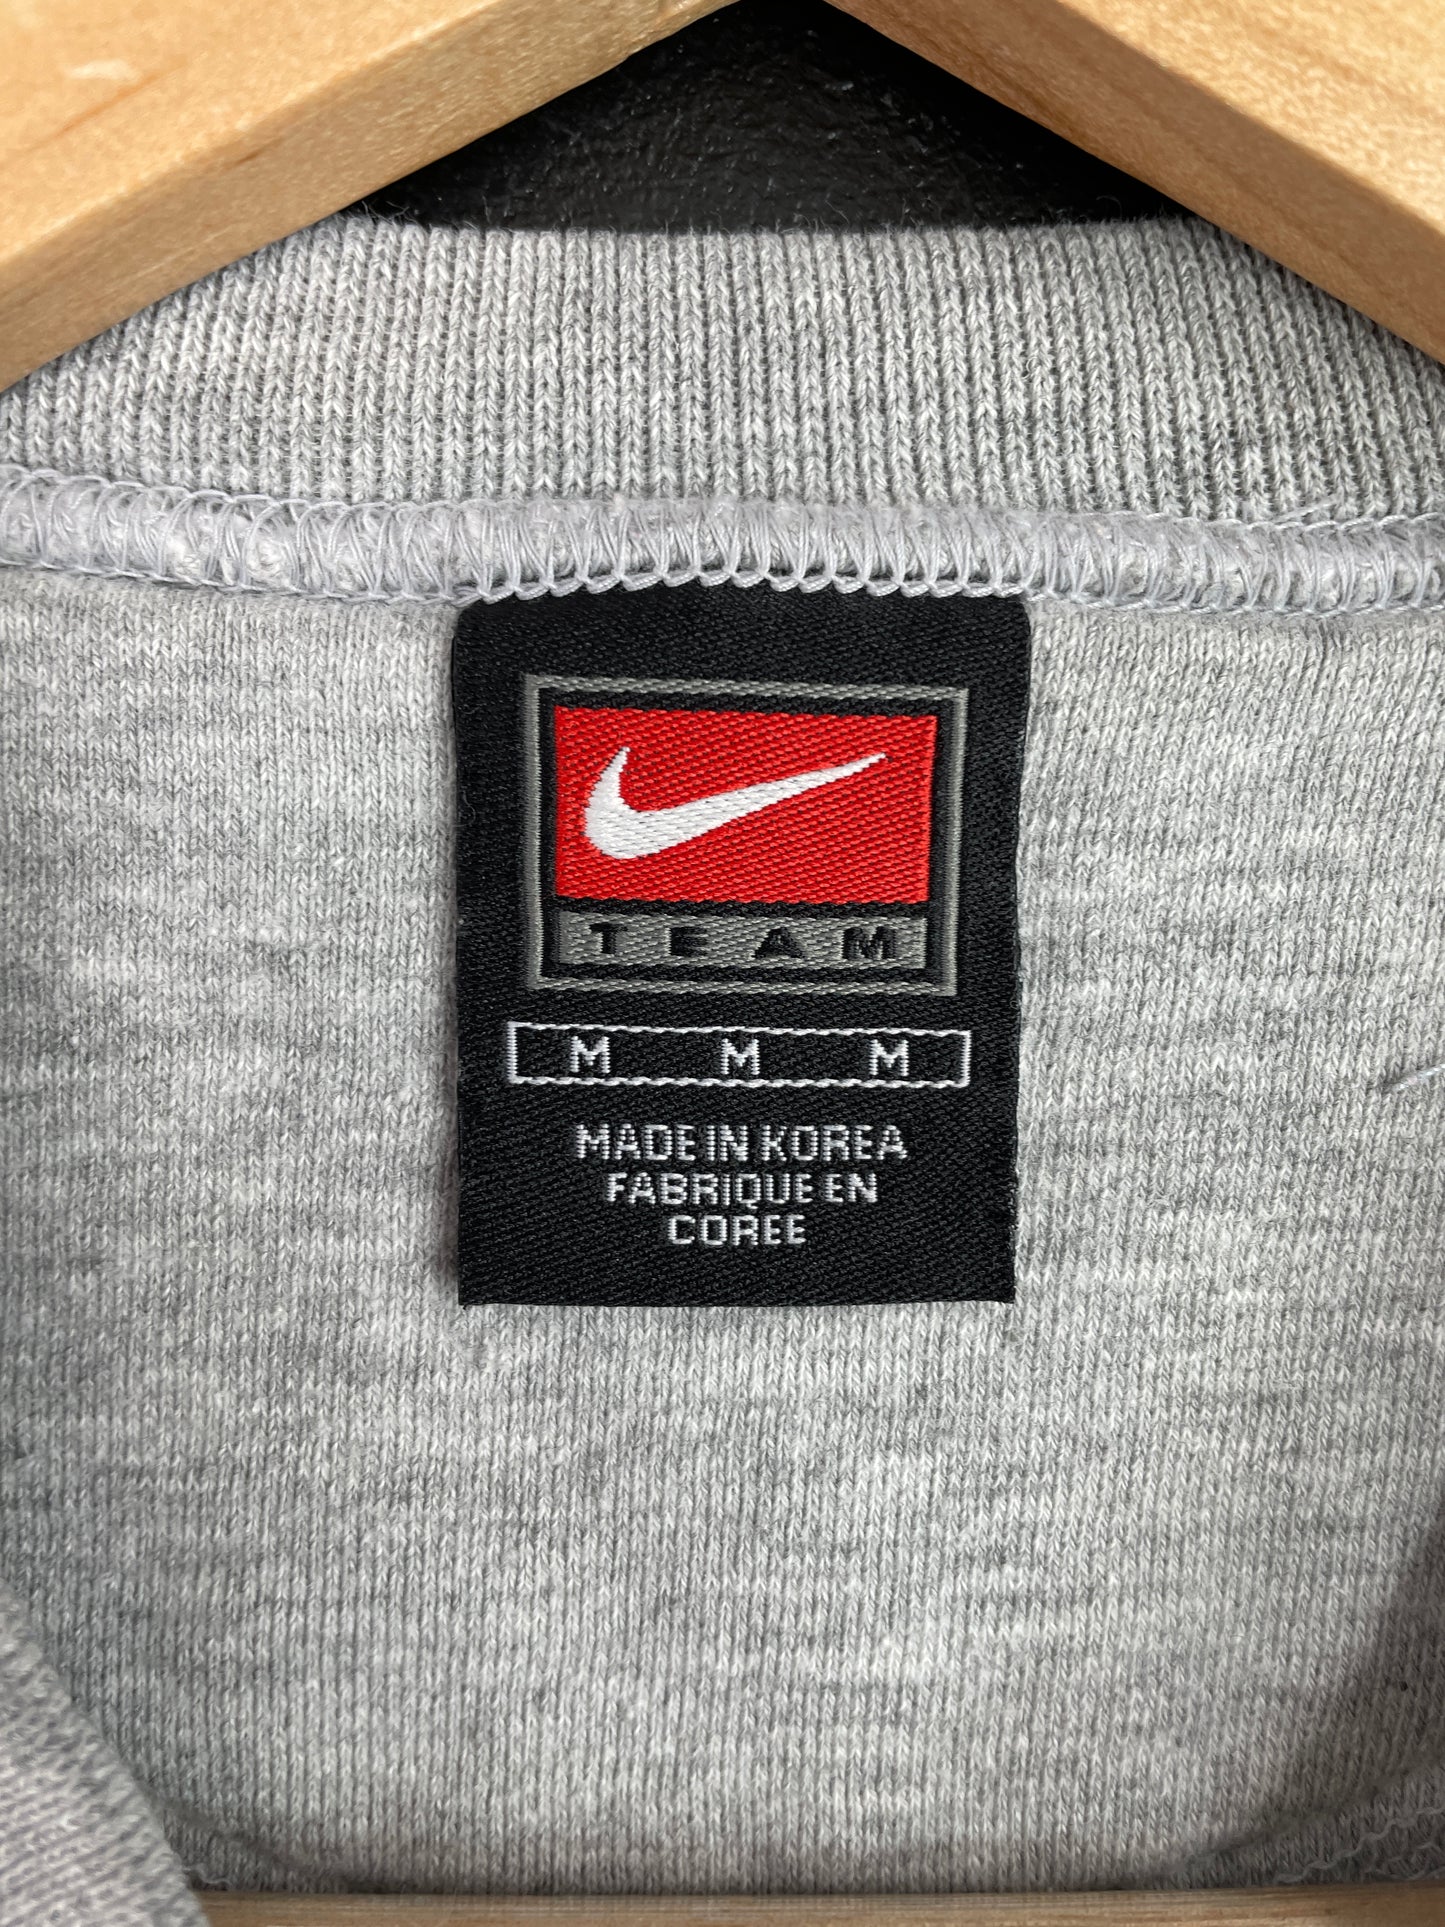 TEAM
M M M
MADE IN KOREA
FABRIQUE EN
COREE